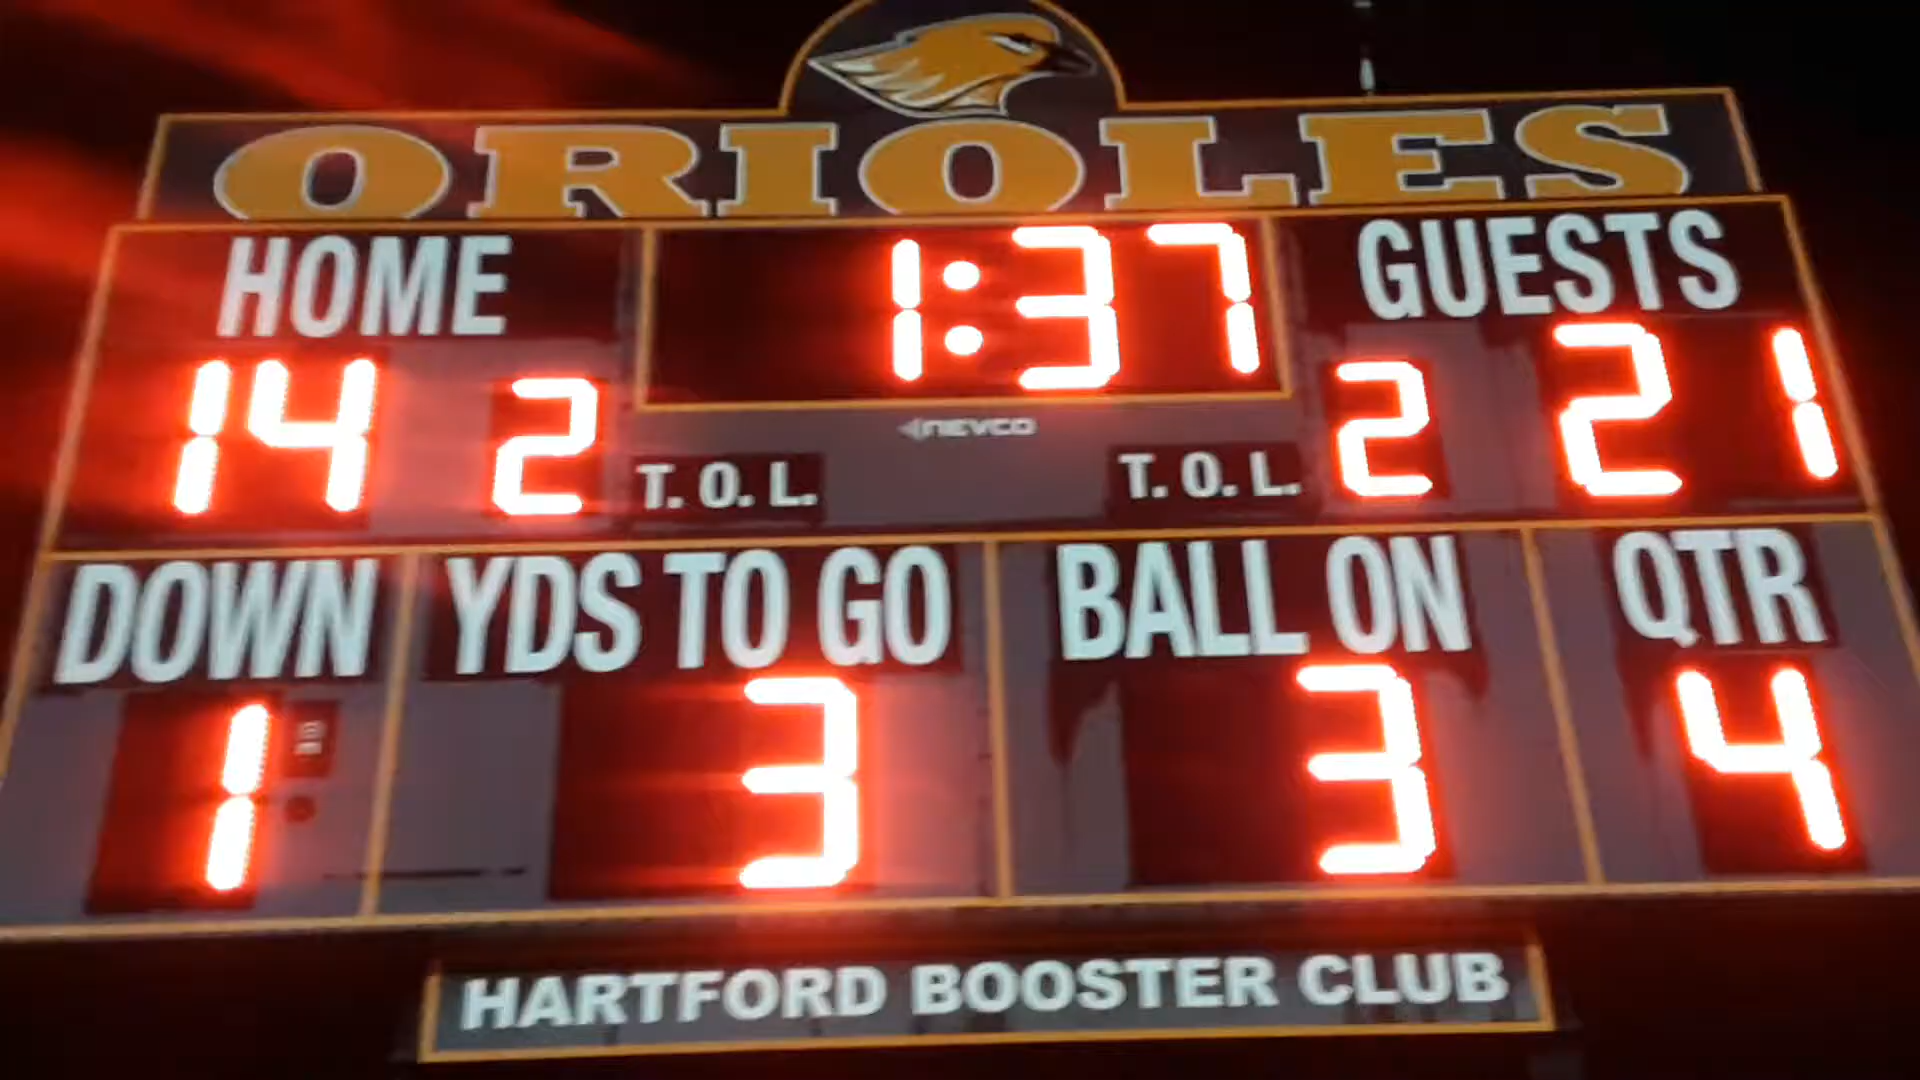 ORIOLES
HOME 1:37 GUESTS
14 2 T.O.L. NEVCO T.O.L. 2 21
DOWN YDS TO GO BALL ON QTR
1 3 3 4
HARTFORD BOOSTER CLUB